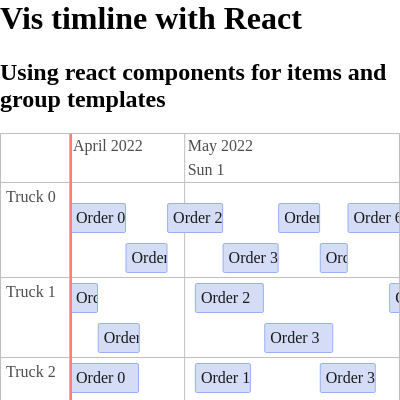 Vis timline with React
Using react components for items and
group templates
April 2022 May 2022
Sun 1
Truck 0
Order 0 Order 2 Order Order 6
Order Order 3
Truck 1
Order 2
Order Order 3
Truck 2
Order 0 Order 1 Order 3